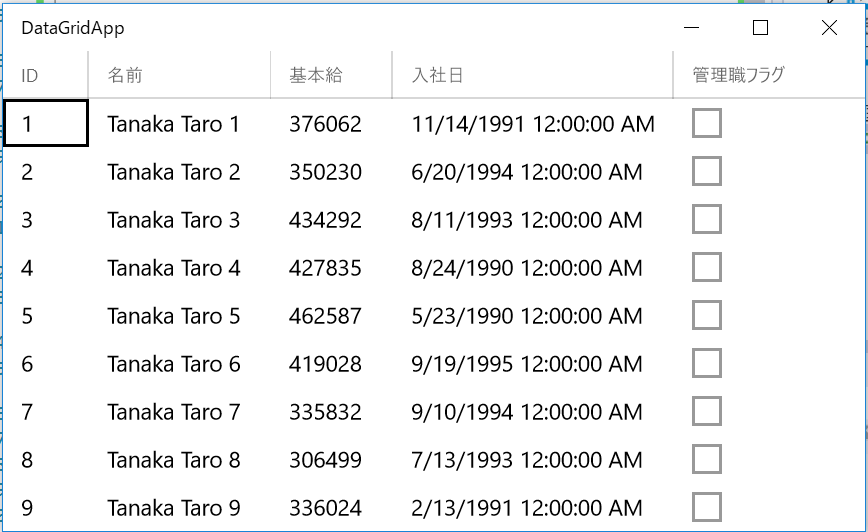 DataGridApp
ID 名前 基本給 入社日 管理職フラグ
1 Tanaka Taro 1 376062 11/14/1991 12:00:00 AM
2 Tanaka Taro 2 350230 6/20/1994 12:00:00 AM
3 Tanaka Taro 3 434292 8/11/1993 12:00:00 AM
4 Tanaka Taro 4 427835 8/24/1990 12:00:00 AM
5 Tanaka Taro 5 462587 5/23/1990 12:00:00 AM
6 Tanaka Taro 6 419028 9/19/1995 12:00:00 AM
7 Tanaka Taro 7 335832 9/10/1994 12:00:00 AM
8 Tanaka Taro 8 306499 7/13/1993 12:00:00 AM
9 Tanaka Taro 9 336024 2/13/1991 12:00:00 AM